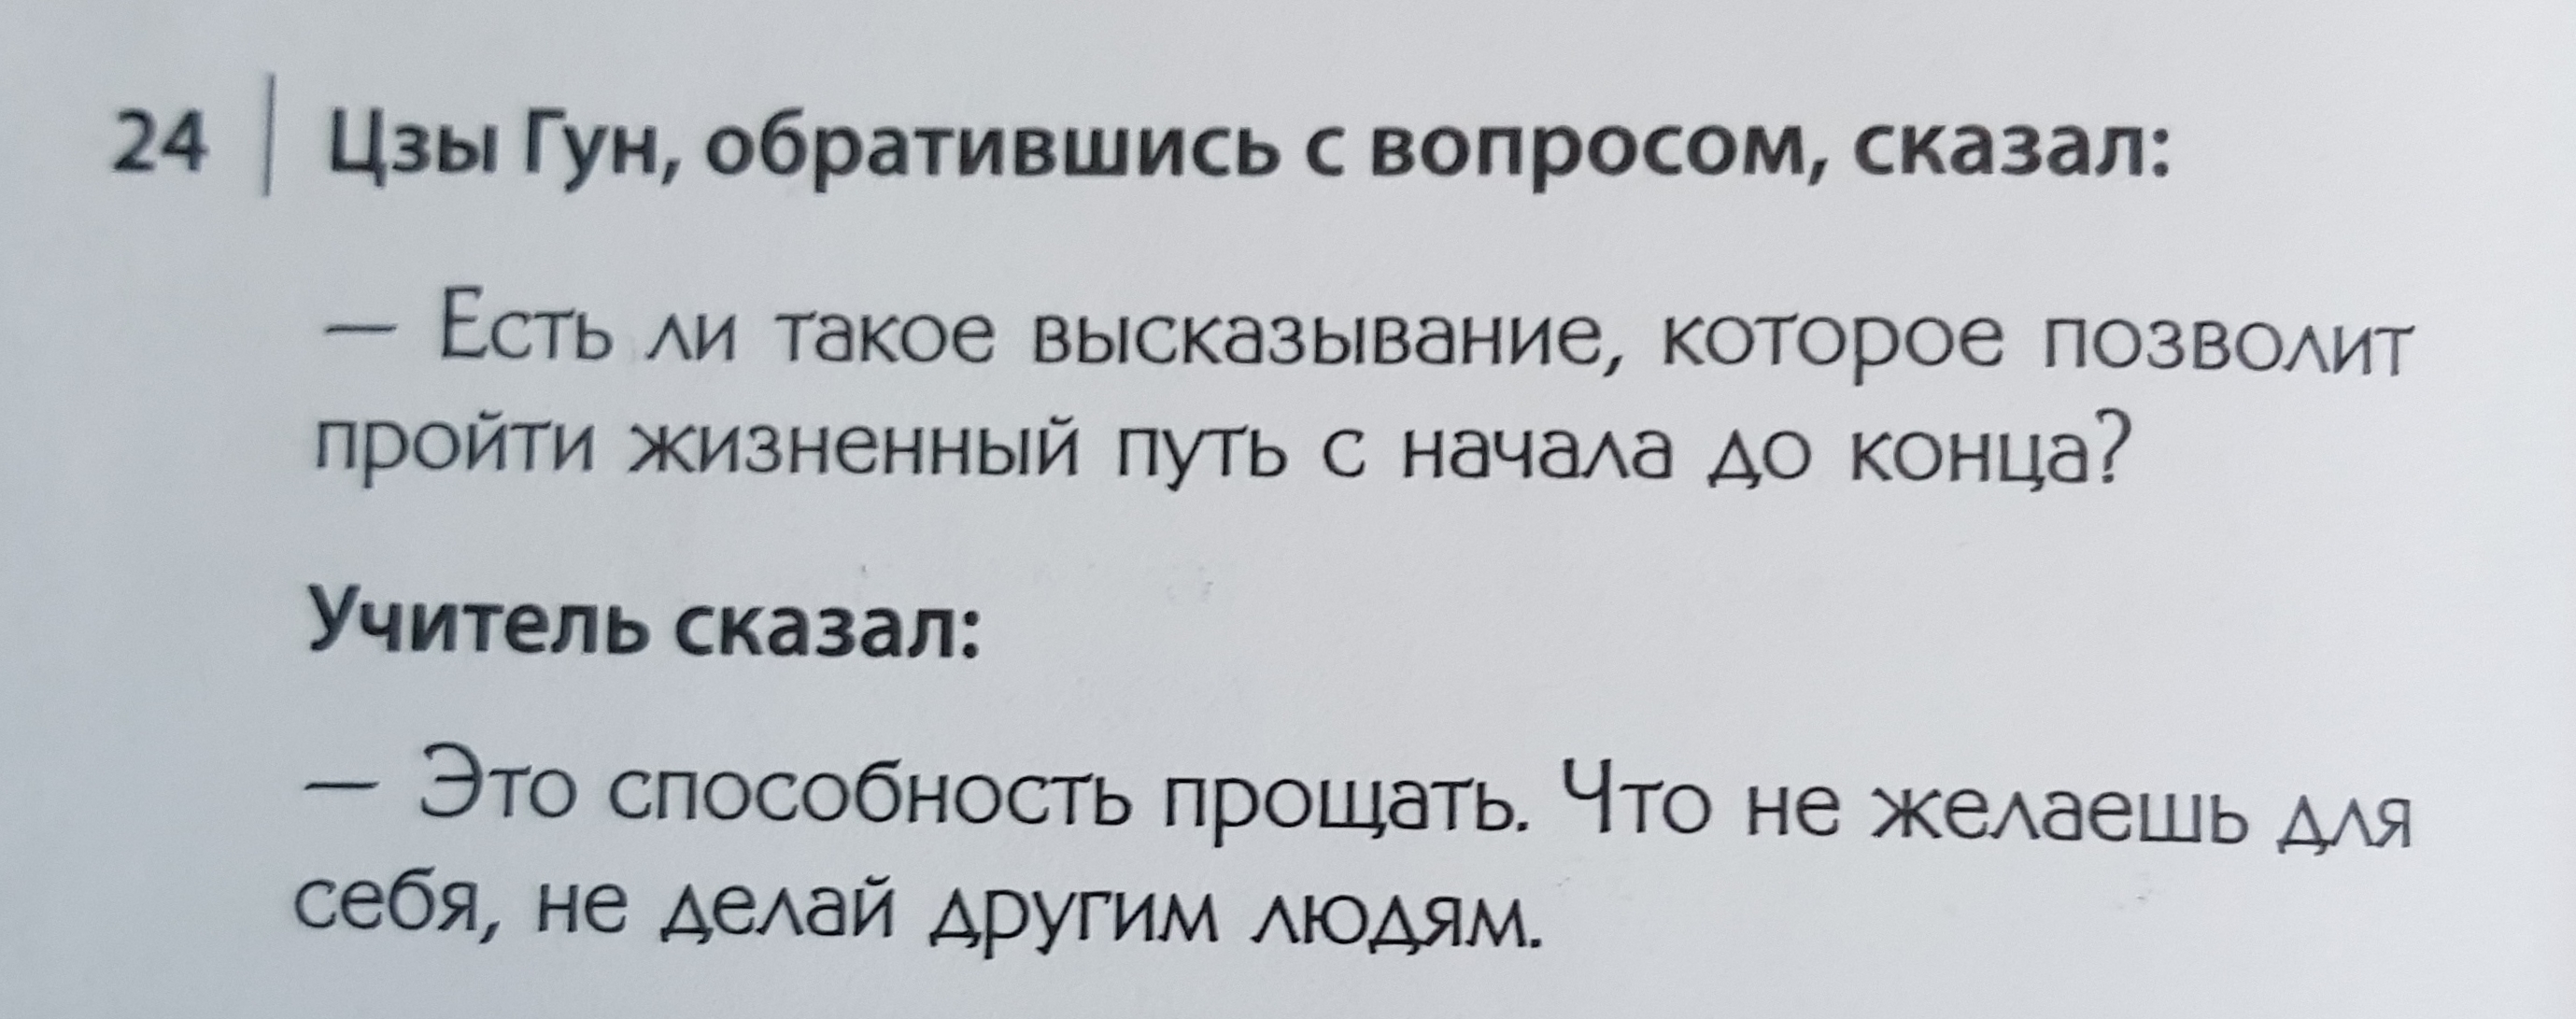 24 | Цзы Гун, обратившись с вопросом, сказал:
— Есть ли такое высказывание, которое позволит
пройти жизненный путь с начала до конца?
Учитель сказал:
— Это способность прощать. Что не желаешь для
себя, не делай другим людям.